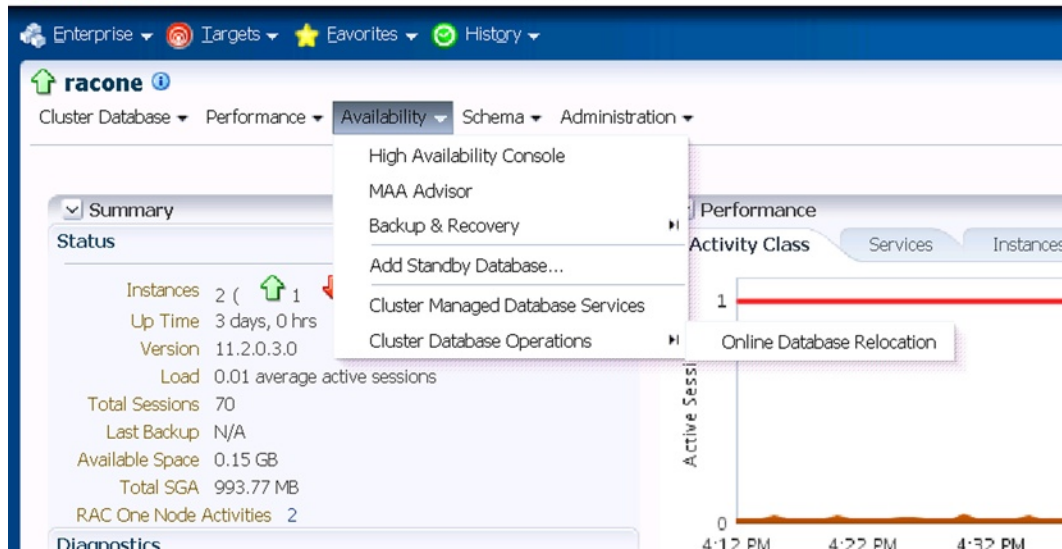 Enterprise Targets Favorites History
racone
Cluster Database Performance Availability Schema Administration
High Availability Console
MAA Advisor
Backup & Recovery
Add Standby Database...
Cluster Managed Database Services
Cluster Database Operations
Online Database Relocation
Summary
Status
Instances 2 ( 1
Up Time 3 days, 0 hrs
Version 11.2.0.3.0
Load 0.01 average active sessions
Total Sessions 70
Last Backup N/A
Available Space 0.15 GB
Total SGA 993.77 MB
RAC One Node Activities 2
Diagnostics
Performance
Activity Class Services Instances
1
Active
0
4:12 PM 4:22 PM 4:32 PM